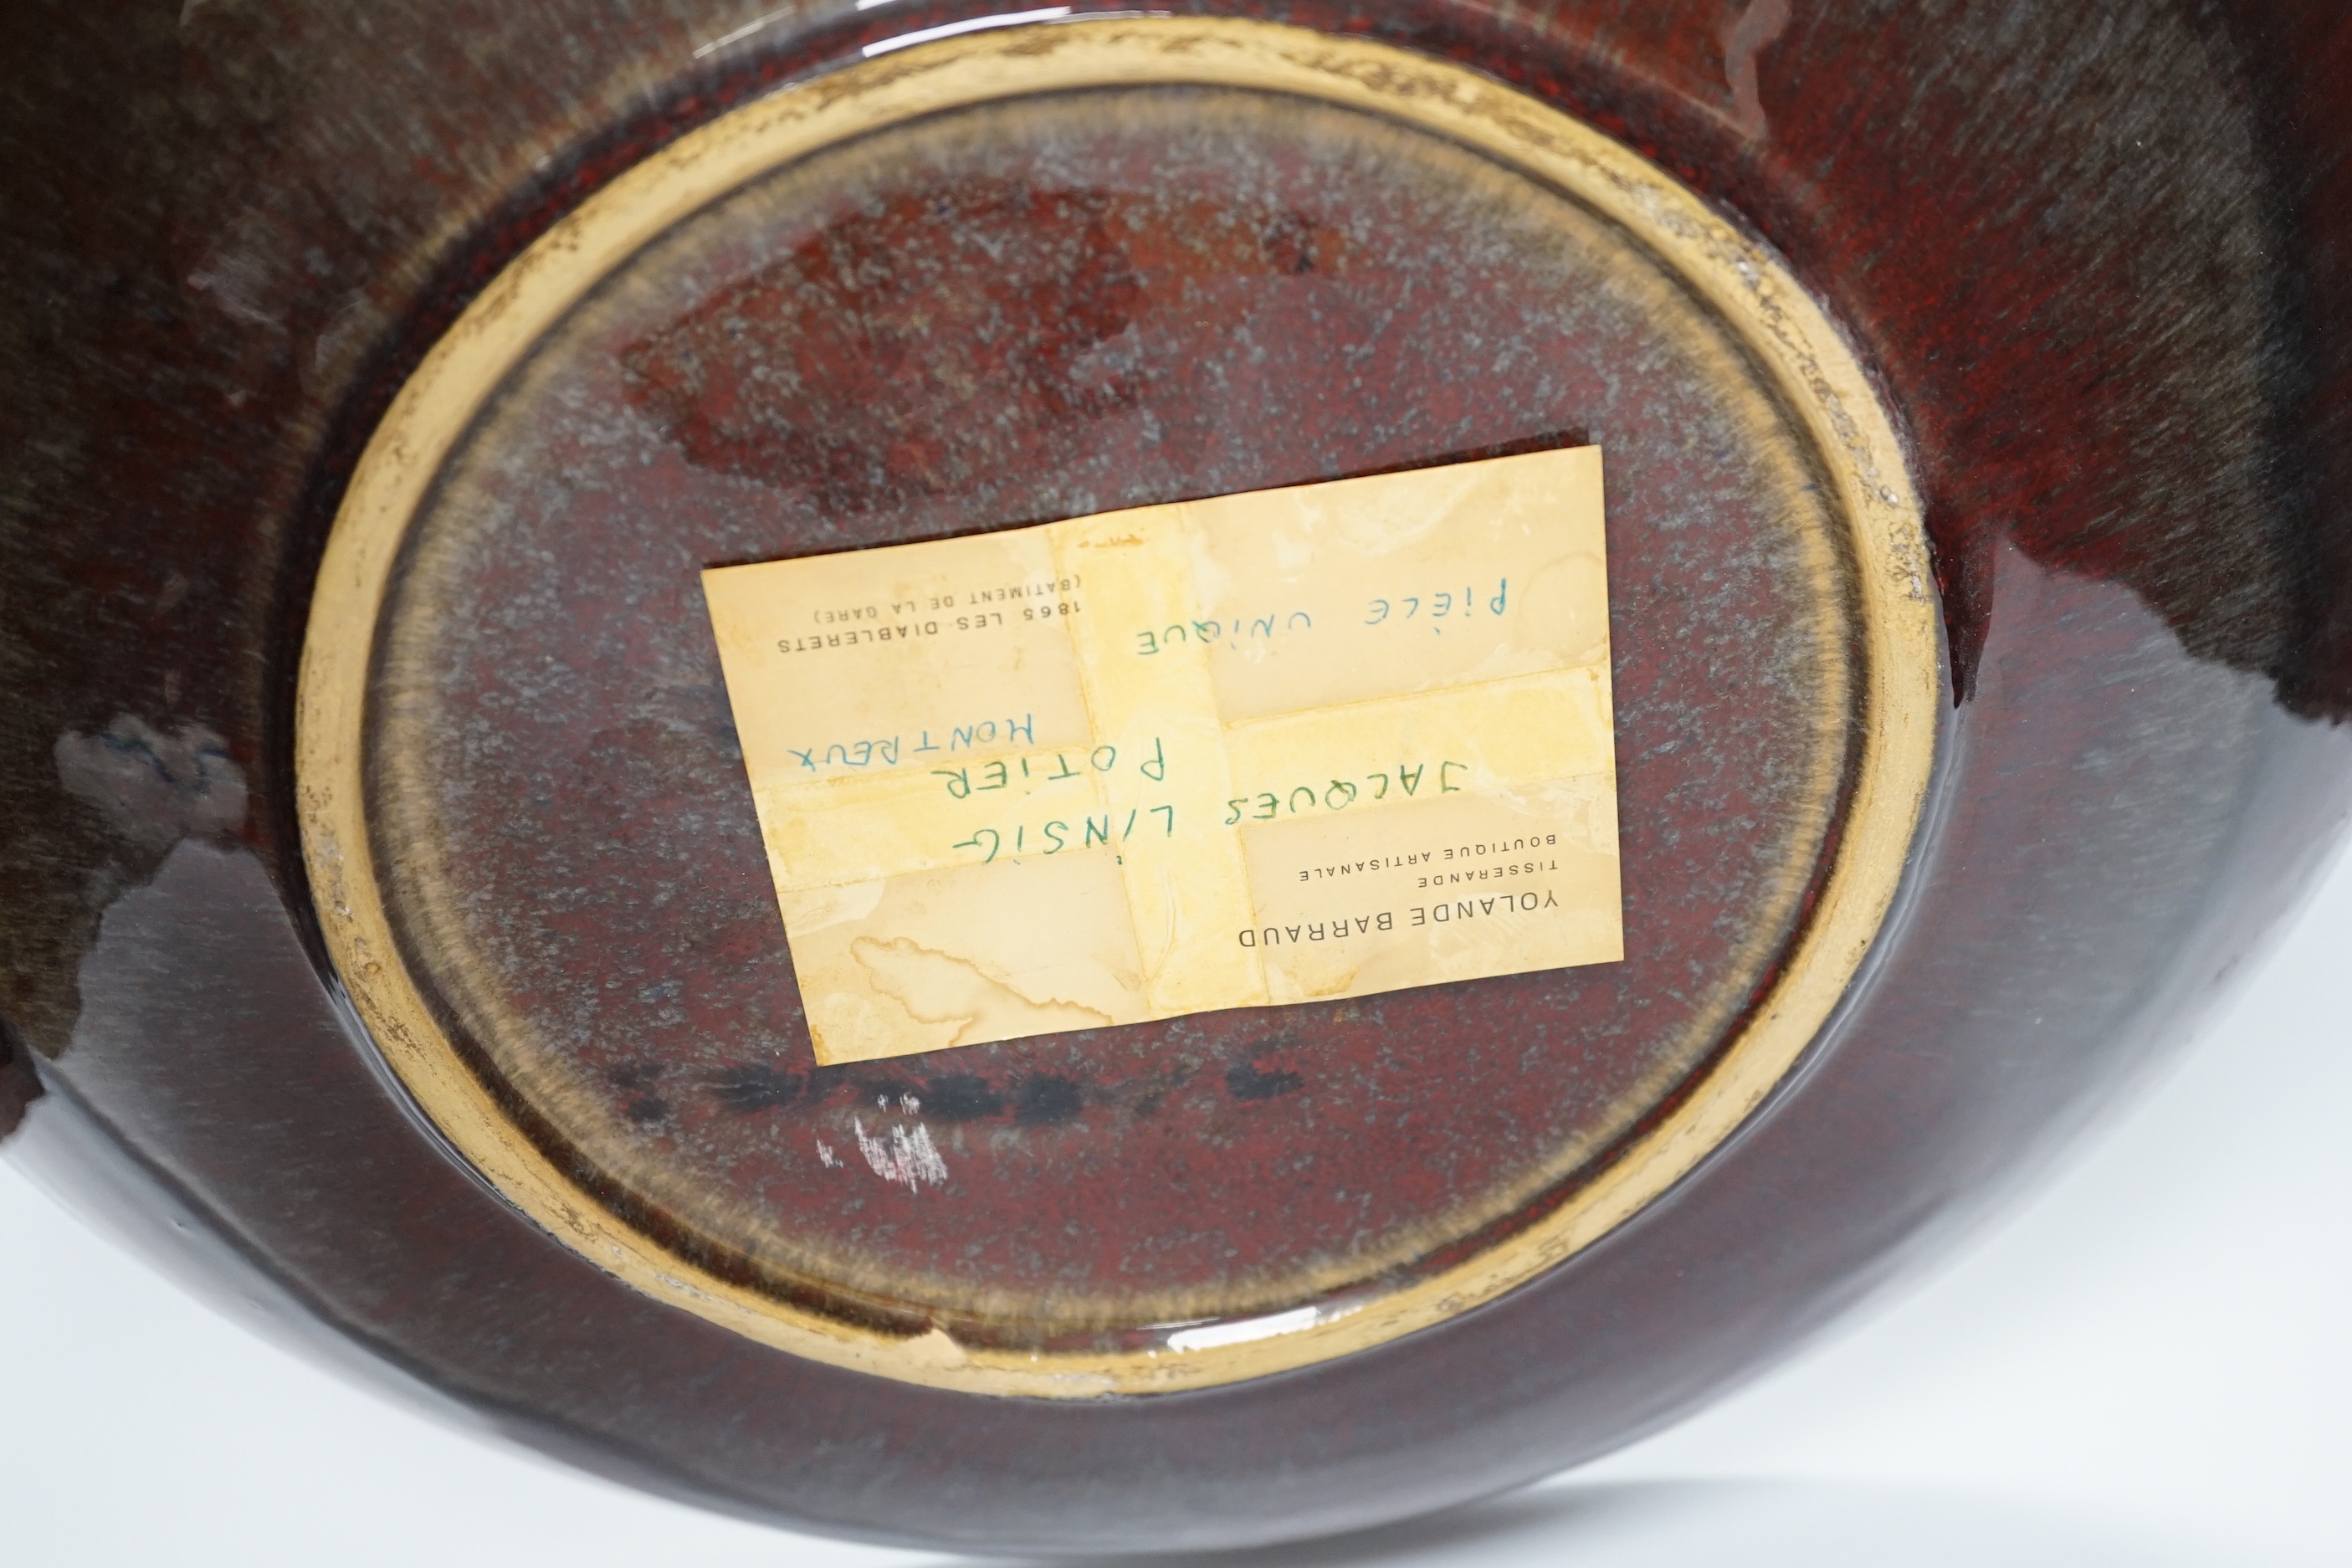 YOLANDE BARRAUD
TISSERANDE
BOUTIQUE ARTISANALE
JACQUES LINSIG
POTIER
MONTREUX
PIÈCE UNIQUE
1865 LES DIABLERETS
(BATIMENT DE LA GARE)